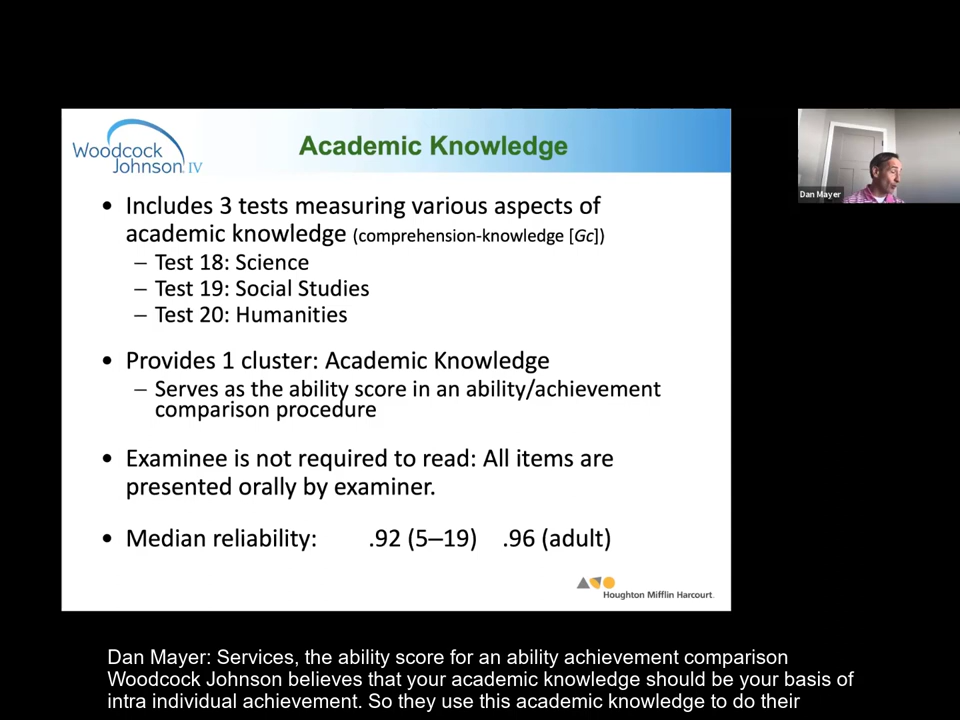 Woodcock
Johnson IV
Academic Knowledge
Dan Mayer
• Includes 3 tests measuring various aspects of
academic knowledge (comprehension-knowledge [Gc])
– Test 18: Science
– Test 19: Social Studies
– Test 20: Humanities
• Provides 1 cluster: Academic Knowledge
– Serves as the ability score in an ability/achievement
comparison procedure
• Examinee is not required to read: All items are
presented orally by examiner.
• Median reliability: .92 (5–19) .96 (adult)
Houghton Mifflin Harcourt.
Dan Mayer: Services, the ability score for an ability achievement comparison
Woodcock Johnson believes that your academic knowledge should be your basis of
intra individual achievement. So they use this academic knowledge to do their